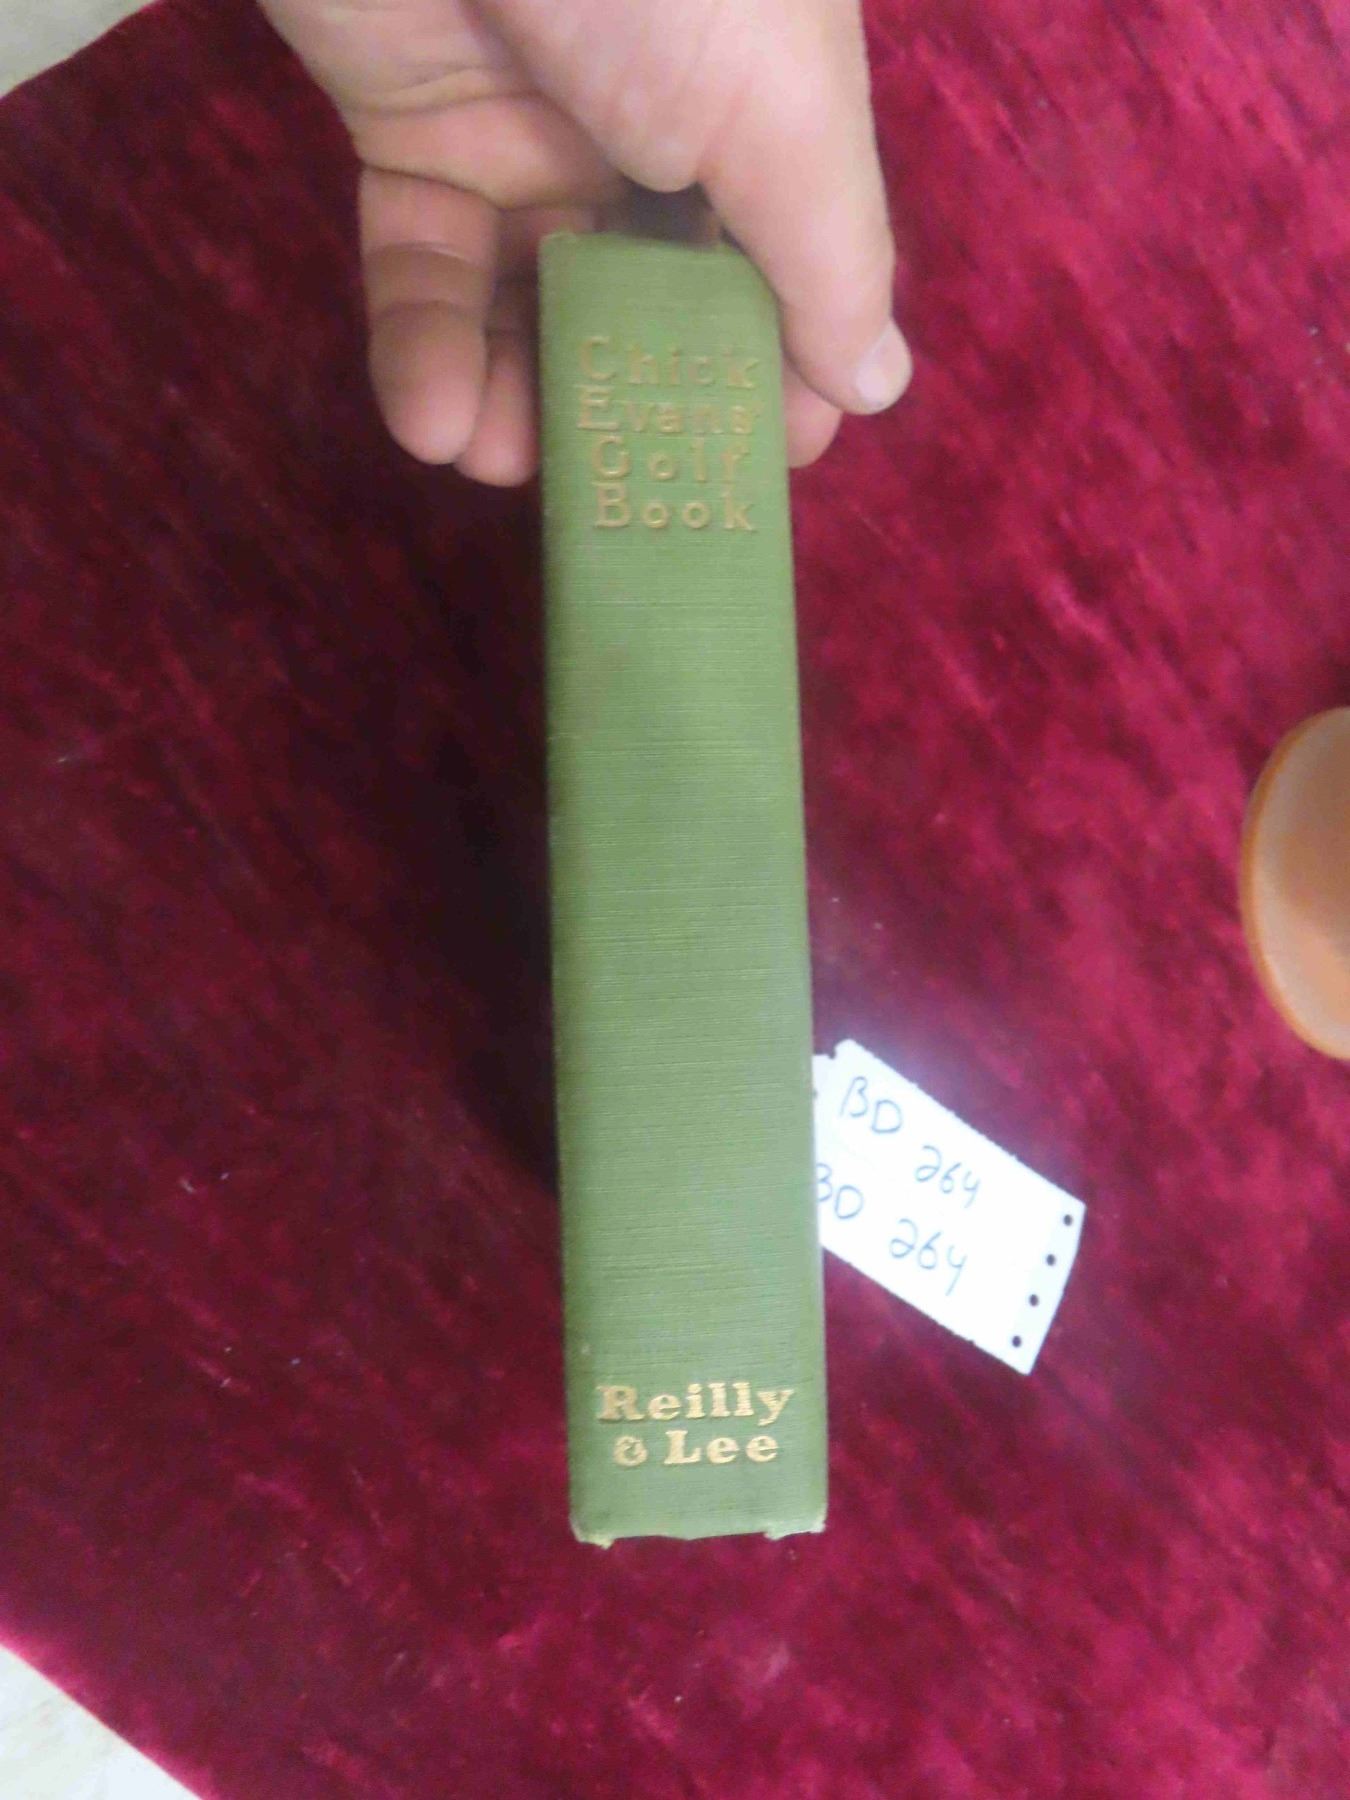 Chick
Evans'
Golf
Book
Reilly
& Lee
BD 264
BD 264